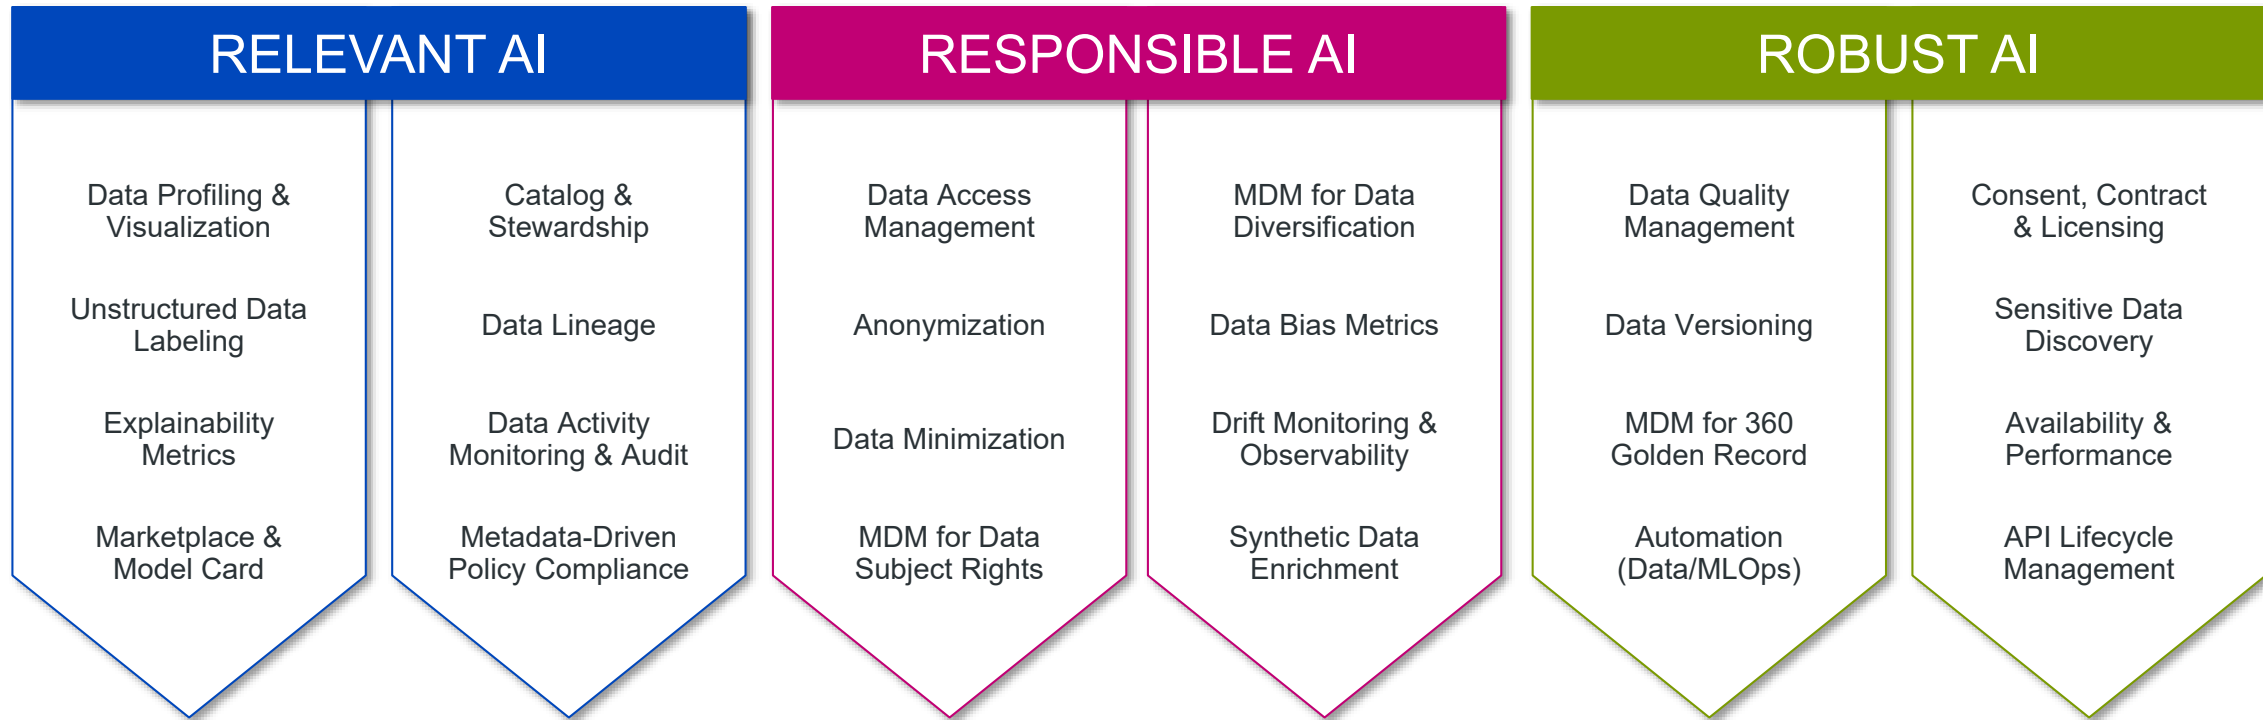 RELEVANT AI
Data Profiling &
Visualization
Unstructured Data
Labeling
Explainability
Metrics
Marketplace &
Model Card
Catalog &
Stewardship
Data Lineage
Data Activity
Monitoring & Audit
Metadata-Driven
Policy Compliance
RESPONSIBLE AI
Data Access
Management
Anonymization
Data Minimization
MDM for Data
Subject Rights
MDM for Data
Diversification
Data Bias Metrics
Drift Monitoring &
Observability
Synthetic Data
Enrichment
ROBUST AI
Data Quality
Management
Data Versioning
MDM for 360
Golden Record
Automation
(Data/MLOps)
Consent, Contract
& Licensing
Sensitive Data
Discovery
Availability &
Performance
API Lifecycle
Management